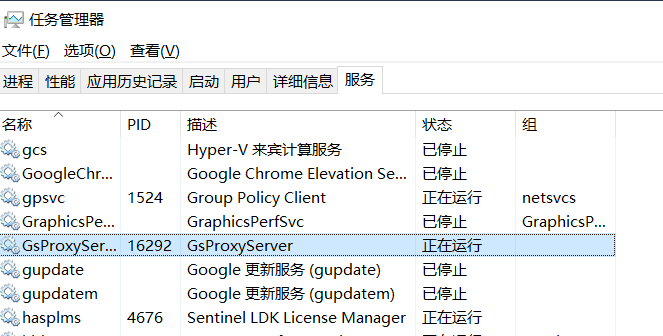 任务管理器
文件(F) 选项(O) 查看(V)
进程 性能 应用历史记录 启动 用户 详细信息 服务
名称 PID 描述 状态 组
gcs Hyper-V 来宾计算服务 已停止
GoogleChr... Google Chrome Elevation Se... 已停止
gpsvc 1524 Group Policy Client 正在运行 netsvcs
GraphicsPe... GraphicsPerfSvc 已停止 GraphicsP...
GsProxySer... 16292 GsProxyServer 正在运行
gupdate Google 更新服务 (gupdate) 已停止
gupdatem Google 更新服务 (gupdatem) 已停止
hasplms 4676 Sentinel LDK License Manager 正在运行